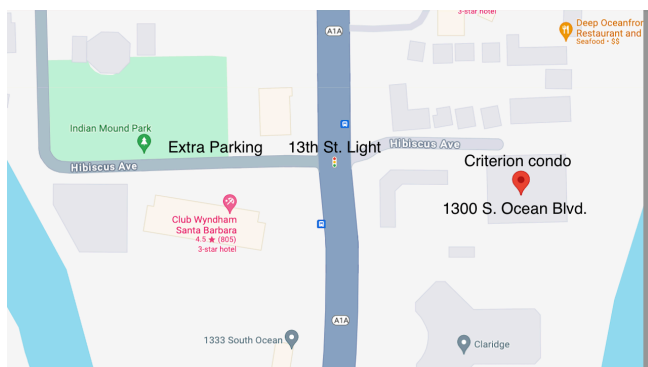 3-star hotel
A1A
Deep Oceanfron
Restaurant and
Seafood • $$
Indian Mound Park
Extra Parking
13th St. Light
Hibiscus Ave
Hibiscus Ave
Criterion condo
1300 S. Ocean Blvd.
Club Wyndham
Santa Barbara
4.5 ★ (805)
3-star hotel
A1A
1333 South Ocean
Claridge